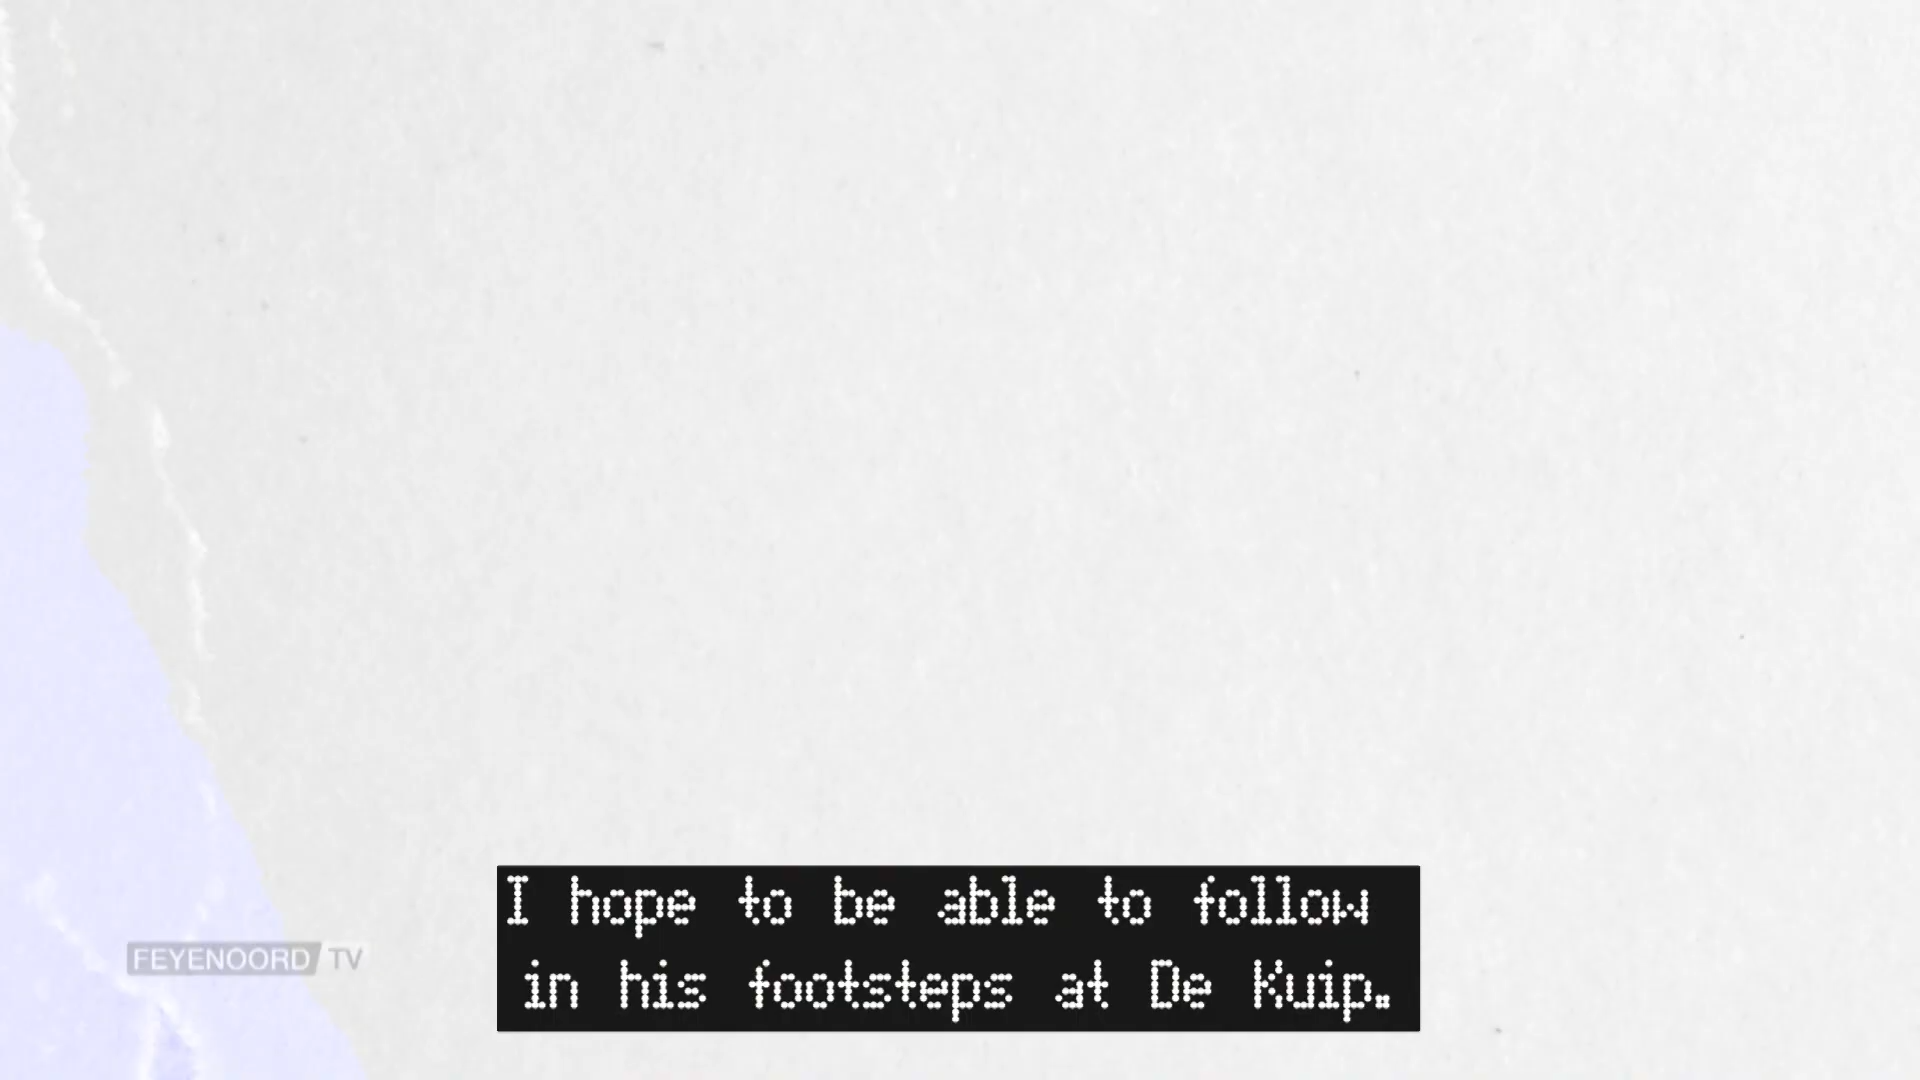 I hope to be able to follow
in his footsteps at De Kuip.
FEYENOORD TV